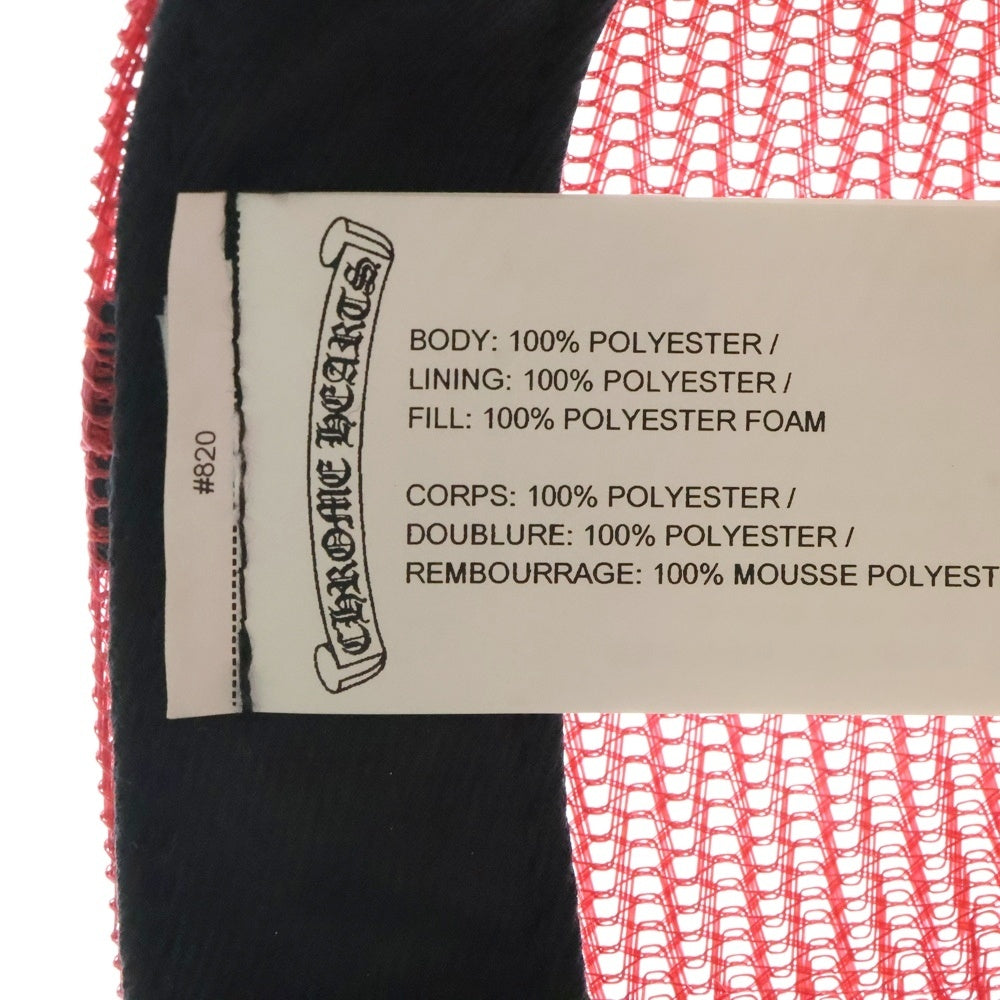 #820
CHROME HEARTS
BODY: 100% POLYESTER /
LINING: 100% POLYESTER /
FILL: 100% POLYESTER FOAM
CORPS: 100% POLYESTER /
DOUBLURE: 100% POLYESTER /
REMBOURRAGE: 100% MOUSSE POLYEST